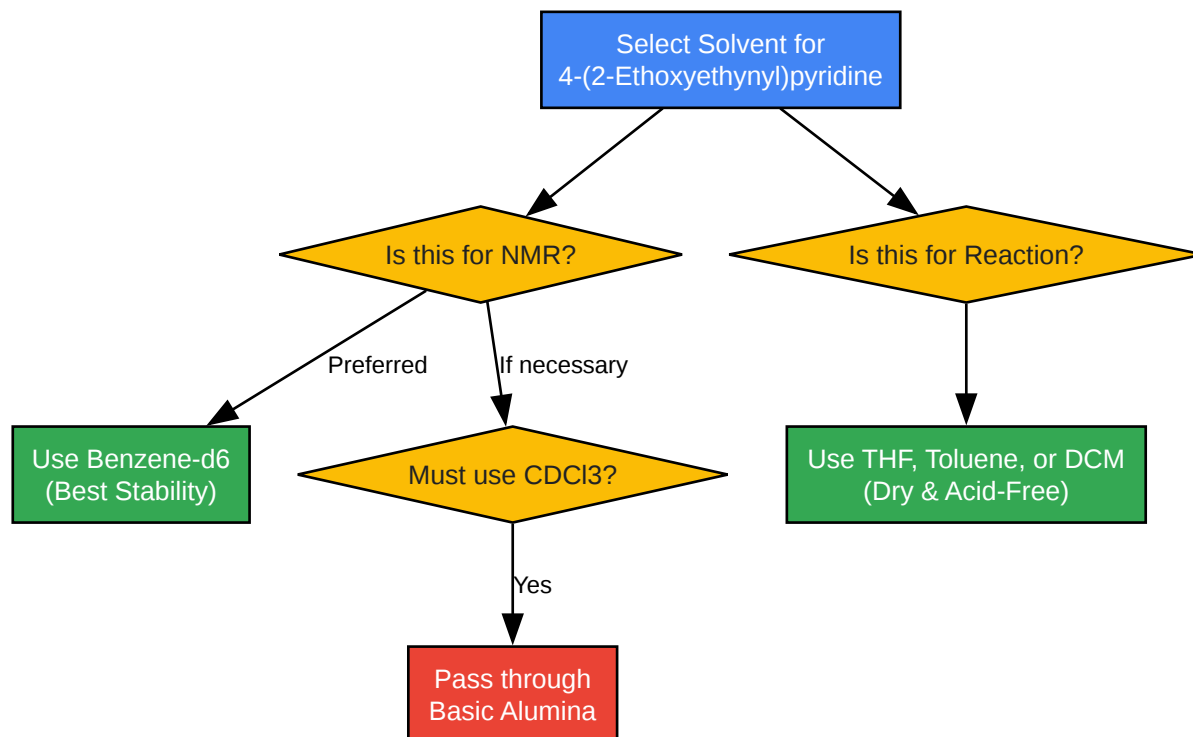 Select Solvent for
4-(2-Ethoxyethynyl)pyridine
Is this for NMR?
Is this for Reaction?
Preferred
If necessary
Use Benzene-d6
(Best Stability)
Must use CDCl3?
Use THF, Toluene, or DCM
(Dry & Acid-Free)
Yes
Pass through
Basic Alumina